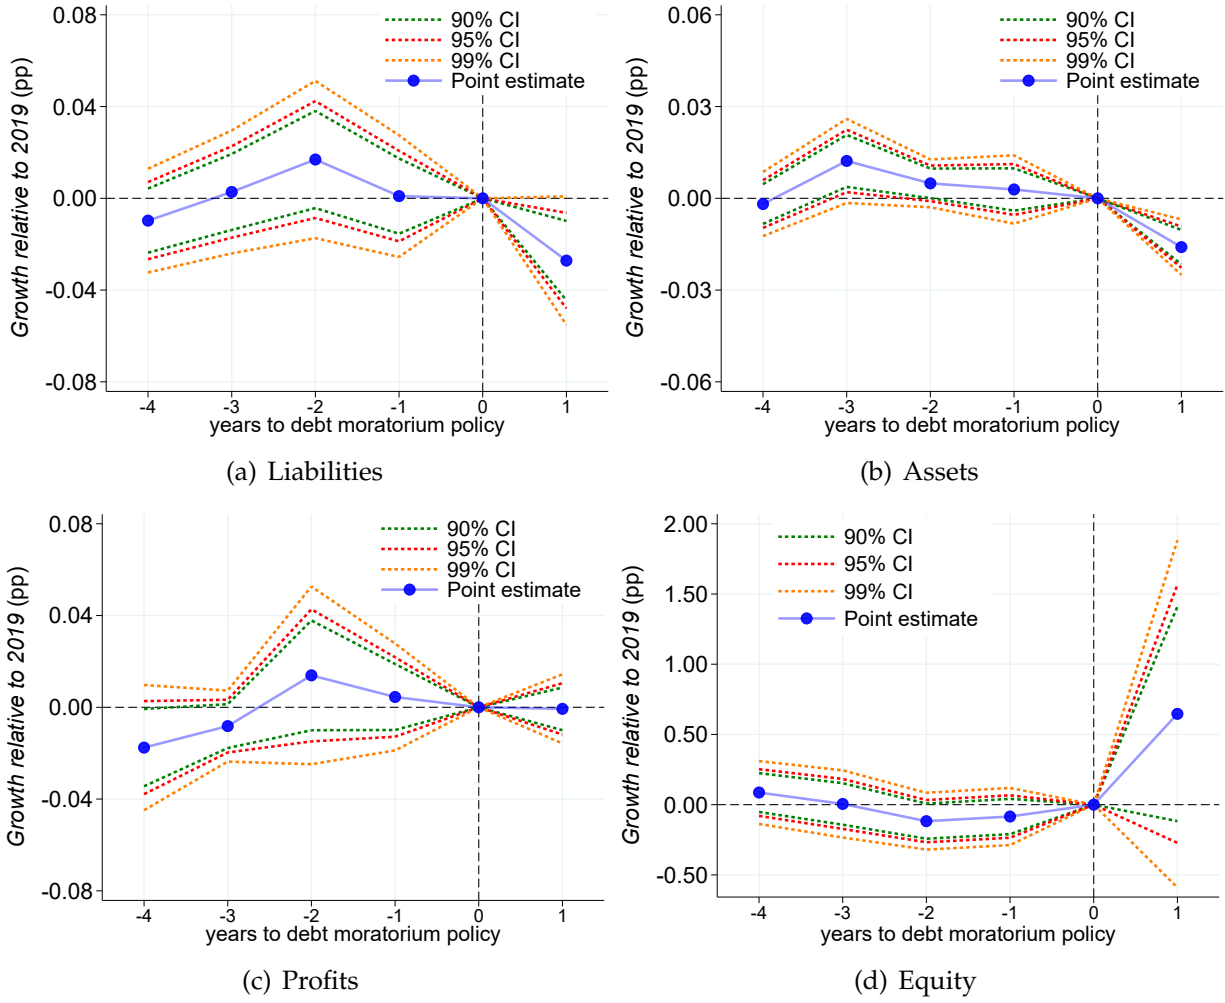 0.08
0.04
0.00
-0.04
-0.08
Growth relative to 2019 (pp)
90% CI
95% CI
99% CI
Point estimate
-4 -3 -2 -1 0 1
years to debt moratorium policy
(a) Liabilities
0.06
0.03
0.00
-0.03
-0.06
Growth relative to 2019 (pp)
90% CI
95% CI
99% CI
Point estimate
-4 -3 -2 -1 0 1
years to debt moratorium policy
(b) Assets
0.08
0.04
0.00
-0.04
-0.08
Growth relative to 2019 (pp)
90% CI
95% CI
99% CI
Point estimate
-4 -3 -2 -1 0 1
years to debt moratorium policy
(c) Profits
2.00
1.50
1.00
0.50
0.00
-0.50
Growth relative to 2019 (pp)
90% CI
95% CI
99% CI
Point estimate
-4 -3 -2 -1 0 1
years to debt moratorium policy
(d) Equity